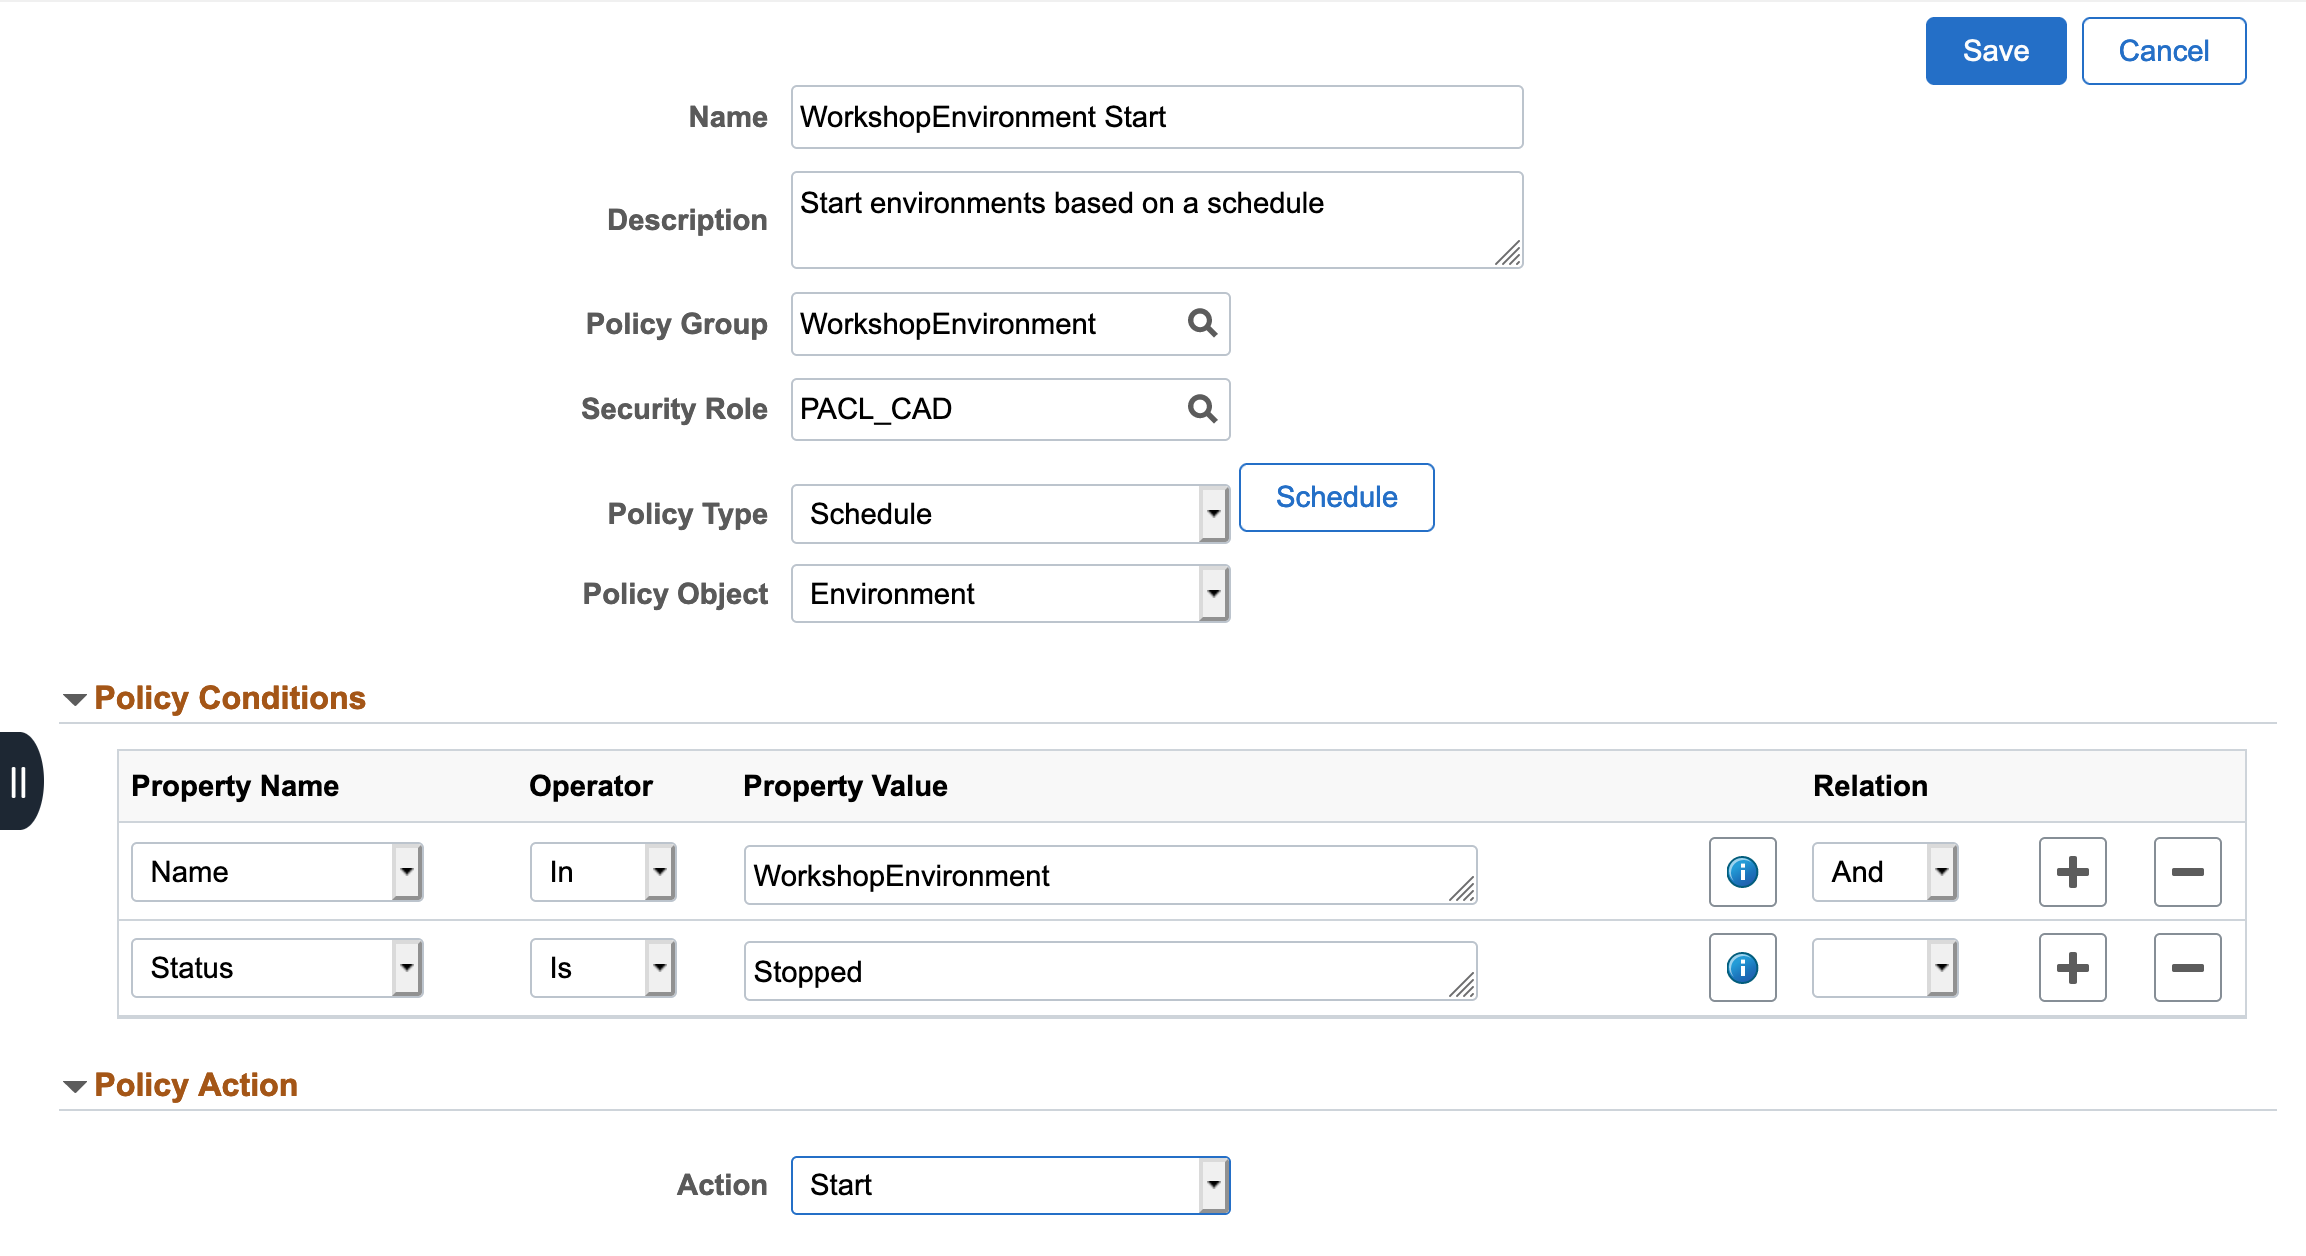 Save Cancel
Name WorkshopEnvironment Start
Description Start environments based on a schedule
Policy Group WorkshopEnvironment
Security Role PACL_CAD
Policy Type Schedule Schedule
Policy Object Environment
Policy Conditions
Property Name Operator Property Value Relation
Name In WorkshopEnvironment And
Status Is Stopped
Policy Action
Action Start